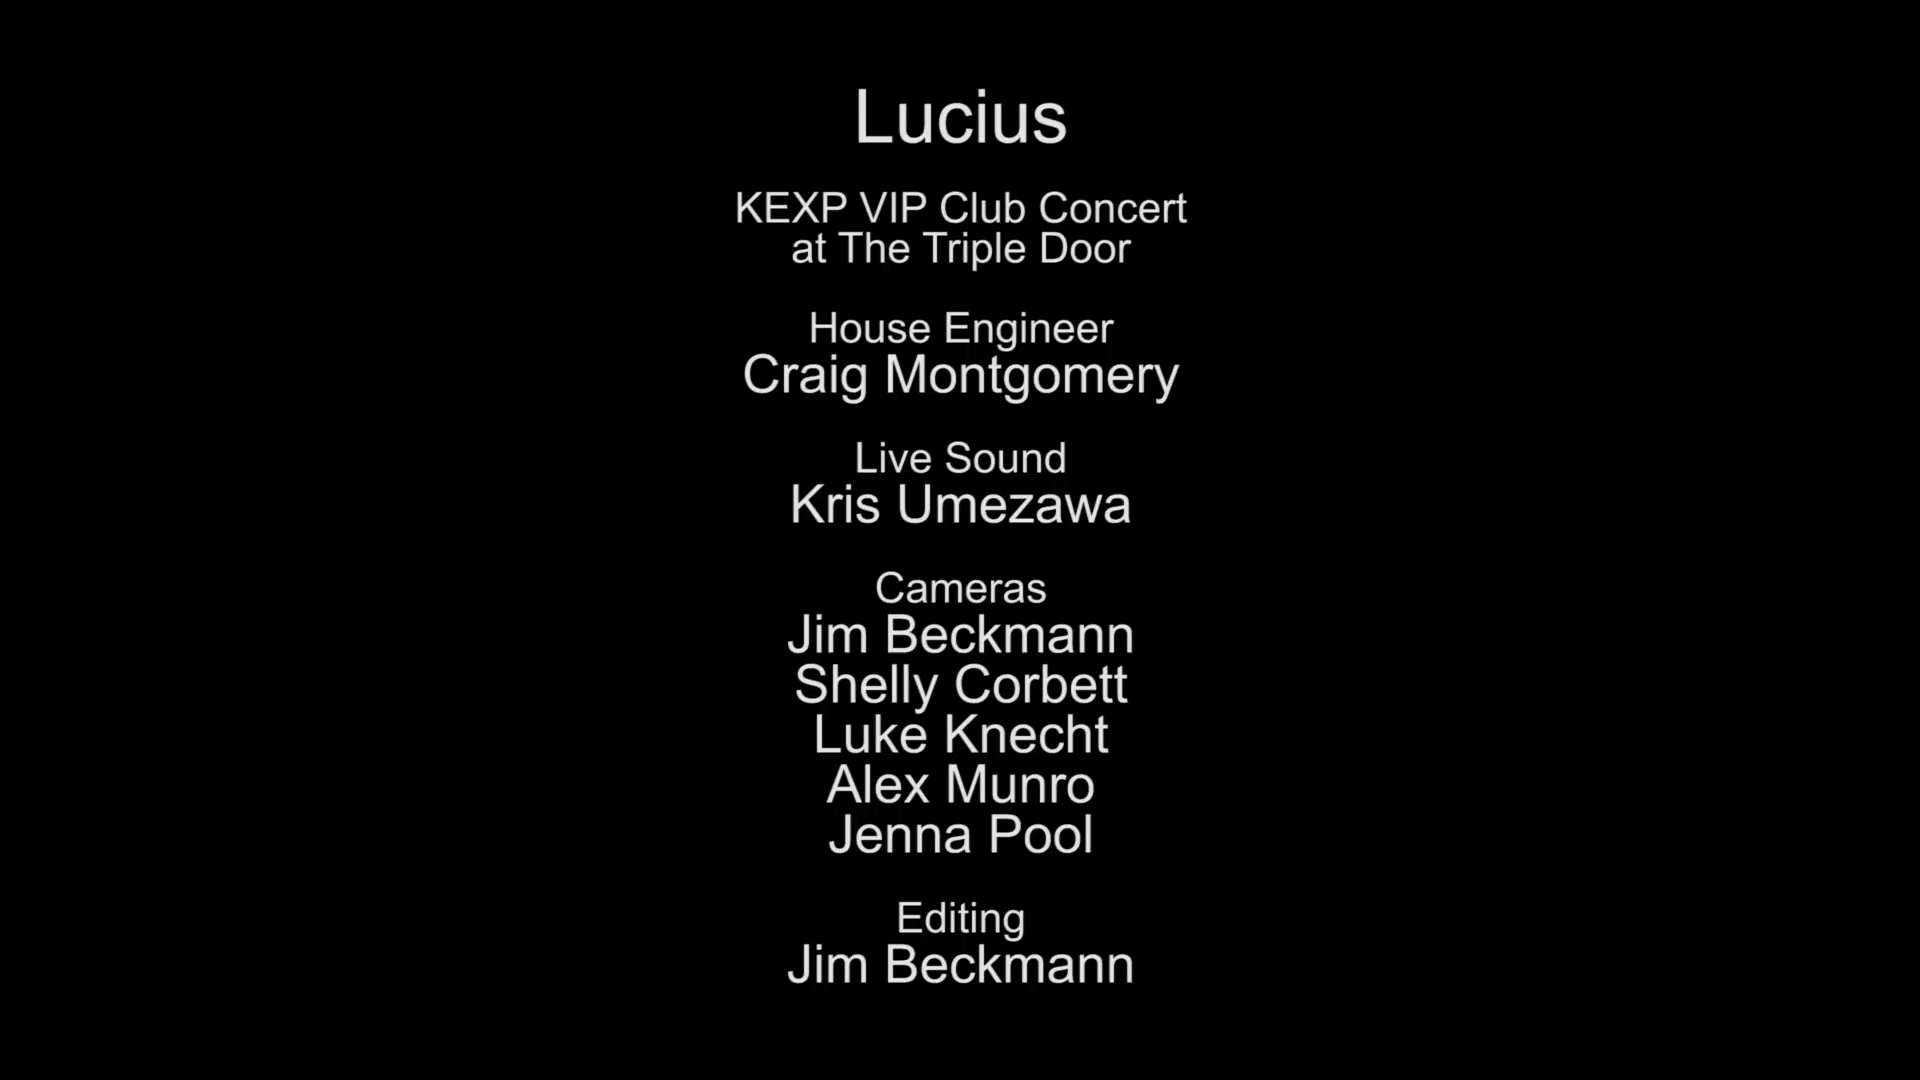 Lucius
KEXP VIP Club Concert
at The Triple Door
House Engineer
Craig Montgomery
Live Sound
Kris Umezawa
Cameras
Jim Beckmann
Shelly Corbett
Luke Knecht
Alex Munro
Jenna Pool
Editing
Jim Beckmann